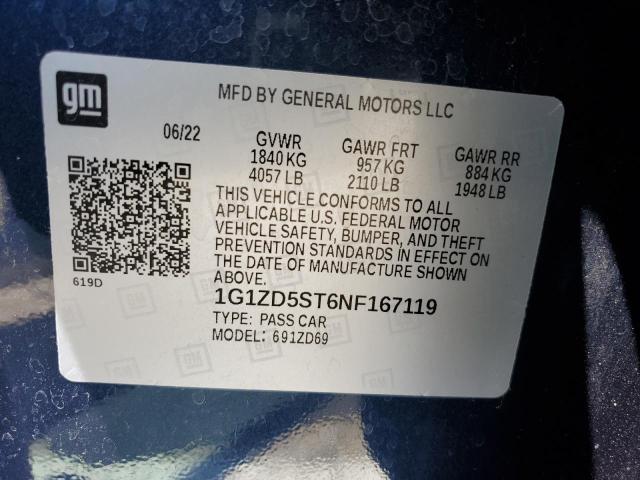 gm
MFD BY GENERAL MOTORS LLC
06/22 GVWR GAWR FRT GAWR RR
1840 KG 957 KG 884 KG
4057 LB 2110 LB 1948 LB
THIS VEHICLE CONFORMS TO ALL
APPLICABLE U.S. FEDERAL MOTOR
VEHICLE SAFETY, BUMPER, AND THEFT
PREVENTION STANDARDS IN EFFECT ON
THE DATE OF MANUFACTURE SHOWN
ABOVE.
619D
1G1ZD5ST6NF167119
TYPE: PASS CAR
MODEL: 691ZD69